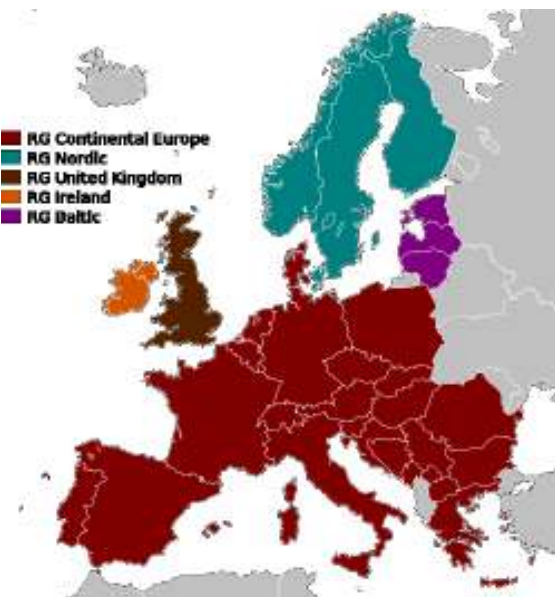 RG Continental Europe
RG Nordic
RG United Kingdom
RG Ireland
RG Baltic